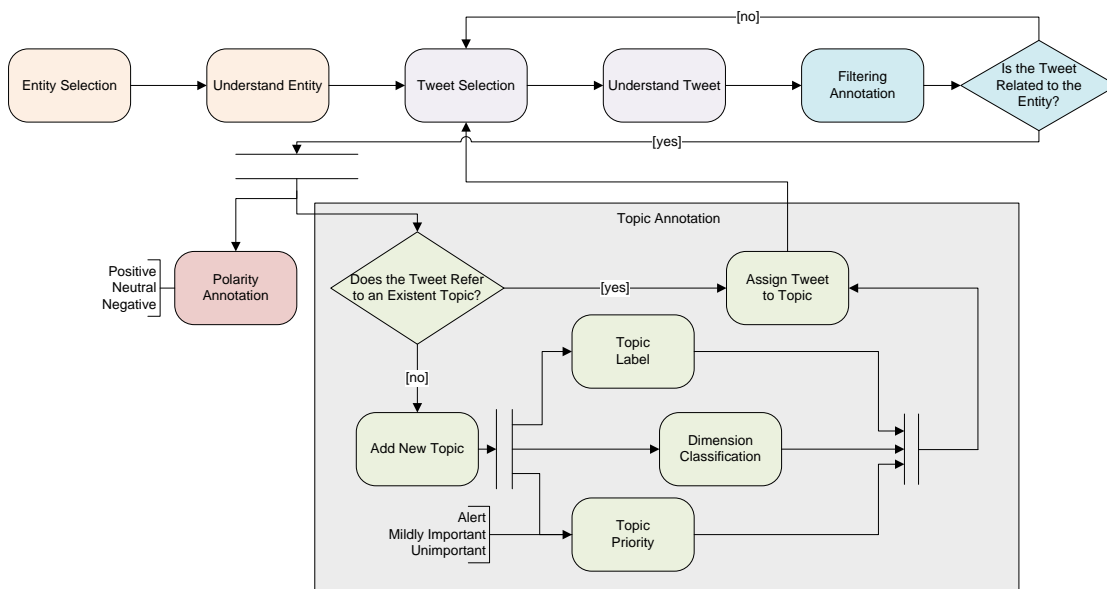 [no]
Entity Selection
Understand Entity
Tweet Selection
Understand Tweet
Filtering
Annotation
Is the Tweet
Related to the
Entity?
[yes]
Topic Annotation
Positive
Neutral
Negative
Polarity
Annotation
Does the Tweet Refer
to an Existent Topic?
[yes]
Assign Tweet
to Topic
[no]
Topic
Label
Add New Topic
Dimension
Classification
Alert
Mildly Important
Unimportant
Topic
Priority